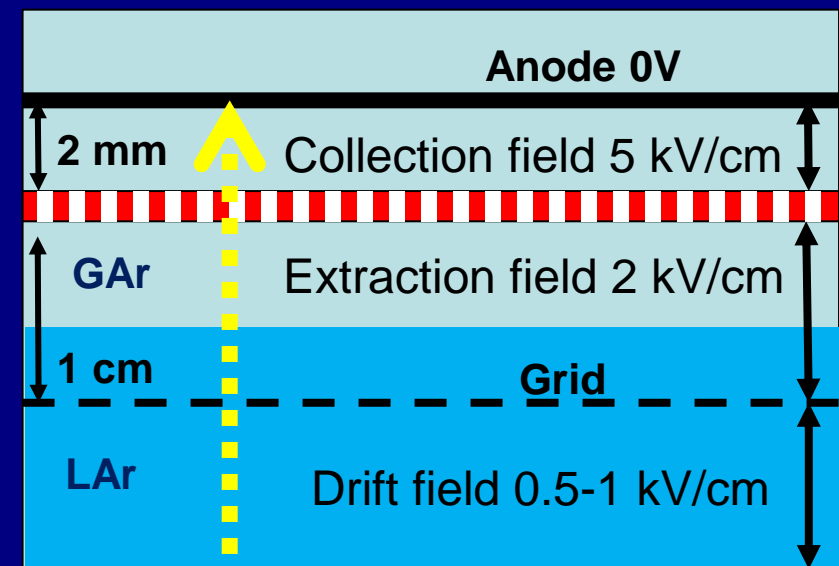 Anode 0V
2 mm
Collection field 5 kV/cm
GAr
Extraction field 2 kV/cm
1 cm
Grid
LAr
Drift field 0.5-1 kV/cm